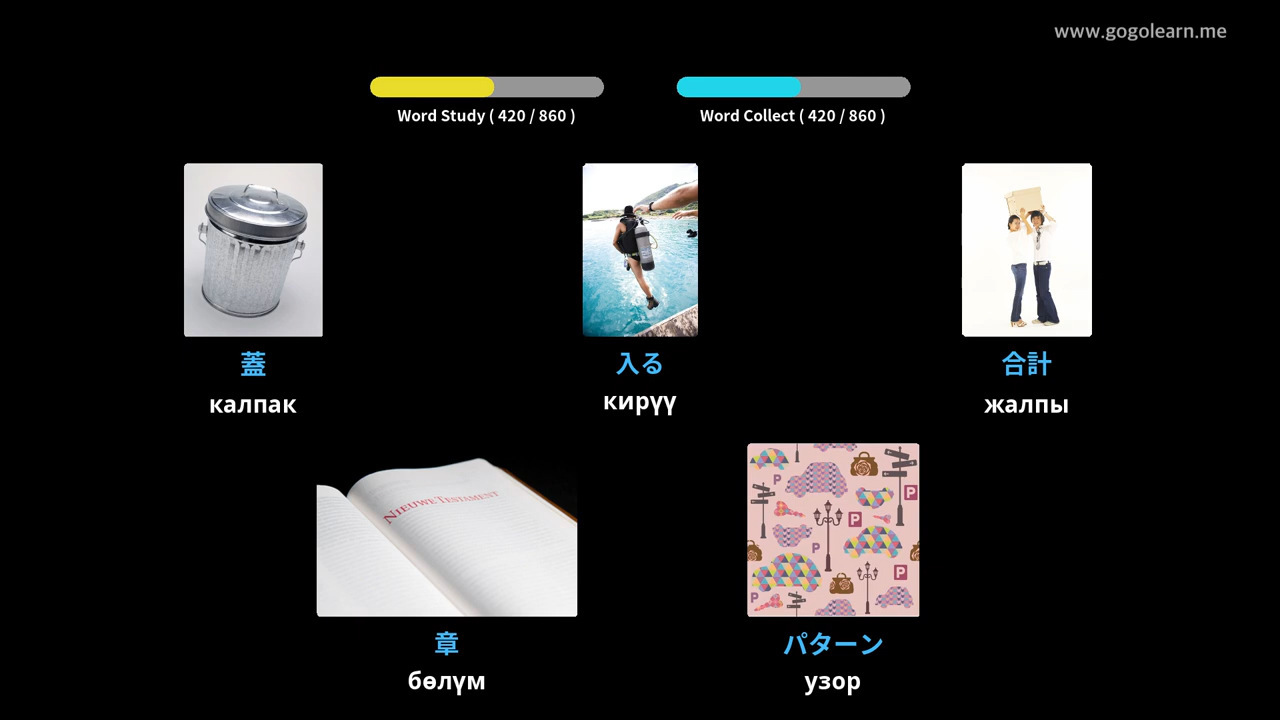 www.gogolearn.me
Word Study ( 420 / 860 )
Word Collect ( 420 / 860 )
蓋
калпак
入る
кирүү
合計
жалпы
NIEUWE TESTAMENT
章
бөлүм
P
P
P
P
P
P
パターン
узор